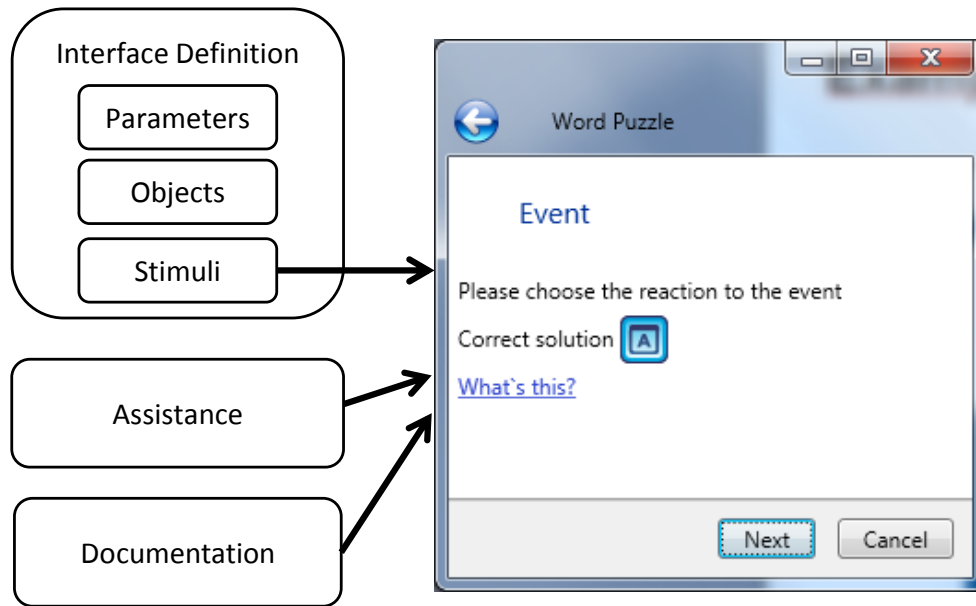 Interface Definition
Parameters
Objects
Stimuli
Assistance
Documentation
Word Puzzle
Event
Please choose the reaction to the event
Correct solution A
What`s this?
Next Cancel